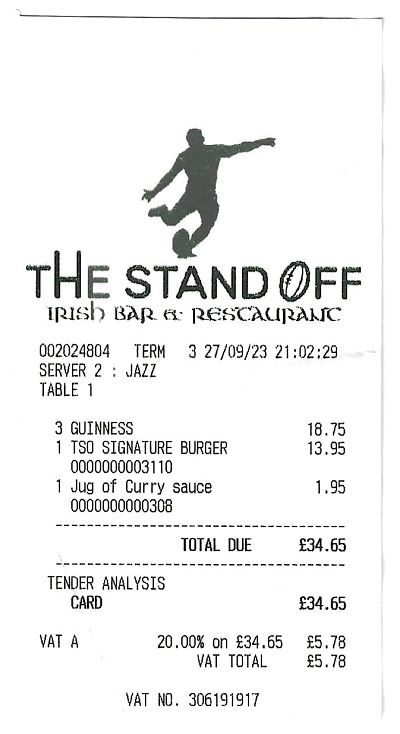 THE STAND OFF
IRISH BAR & RESTAURANT
002024804 TERM 3 27/09/23 21:02:29
SERVER 2 : JAZZ
TABLE 1
3 GUINNESS 18.75
1 TSO SIGNATURE BURGER 13.95
0000000003110
1 Jug of Curry sauce 1.95
0000000000308
TOTAL DUE £34.65
TENDER ANALYSIS
CARD £34.65
VAT A 20.00% on £34.65 £5.78
VAT TOTAL £5.78
VAT NO. 306191917